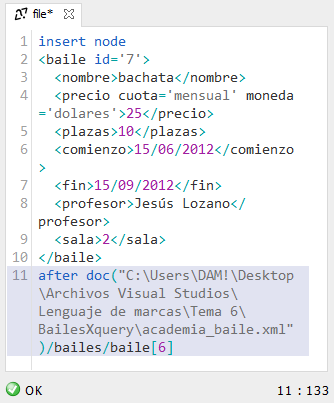 file*
1 insert node
2 <baile id='7'>
3 <nombre>bachata</nombre>
4 <precio cuota='mensual' moneda
='dolares'>25</precio>
5 <plazas>10</plazas>
6 <comienzo>15/06/2012</comienzo
>
7 <fin>15/09/2012</fin>
8 <profesor>Jesús Lozano</
profesor>
9 <sala>2</sala>
10 </baile>
11 after doc("C:\Users\DAM!\Desktop
\Archivos Visual Studios\
Lenguaje de marcas\Tema 6\
BailesXquery\academia_baile.xml"
)/bailes/baile[6]
OK 11 : 133